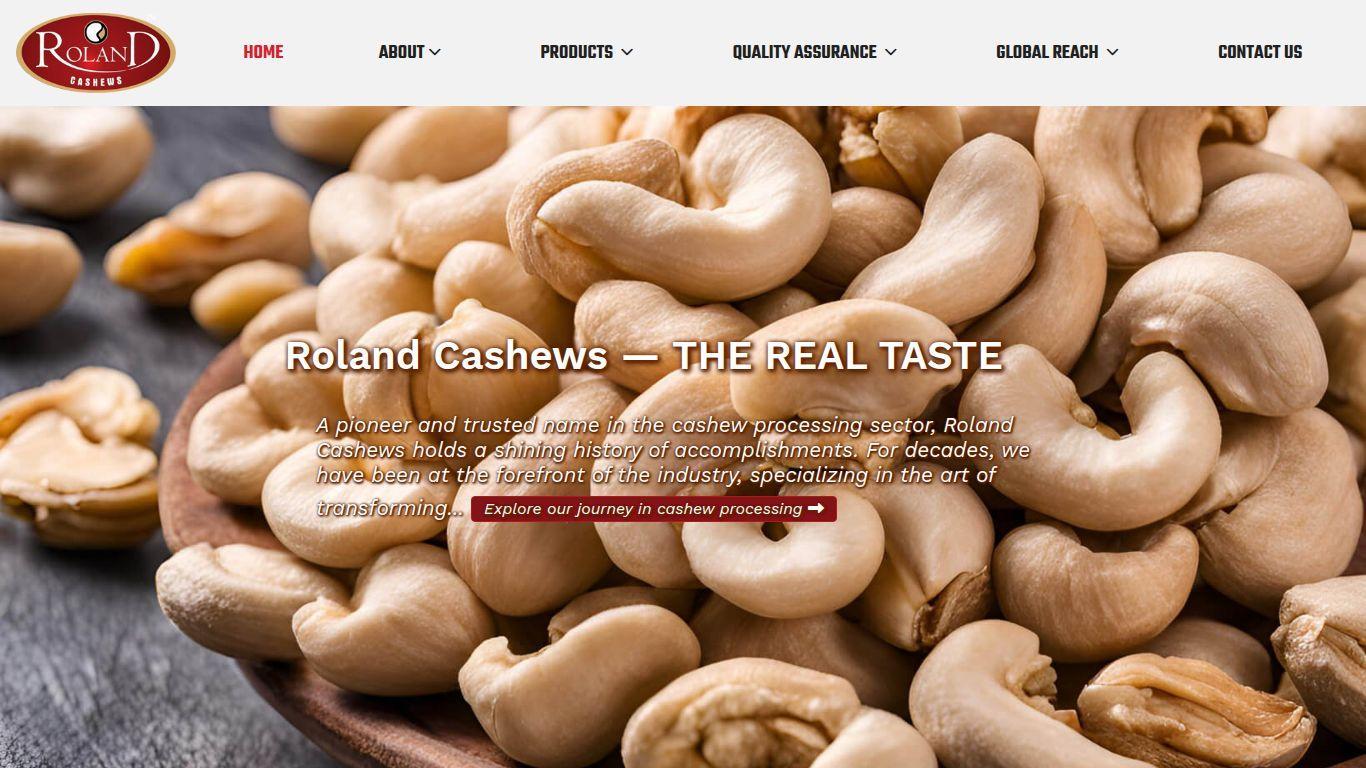 ROLAND
CASHEWS
HOME
ABOUT
PRODUCTS
QUALITY ASSURANCE
GLOBAL REACH
CONTACT US
Roland Cashews — THE REAL TASTE
A pioneer and trusted name in the cashew processing sector, Roland
Cashews holds a shining history of accomplishments. For decades, we
have been at the forefront of the industry, specializing in the art of
transforming... Explore our journey in cashew processing